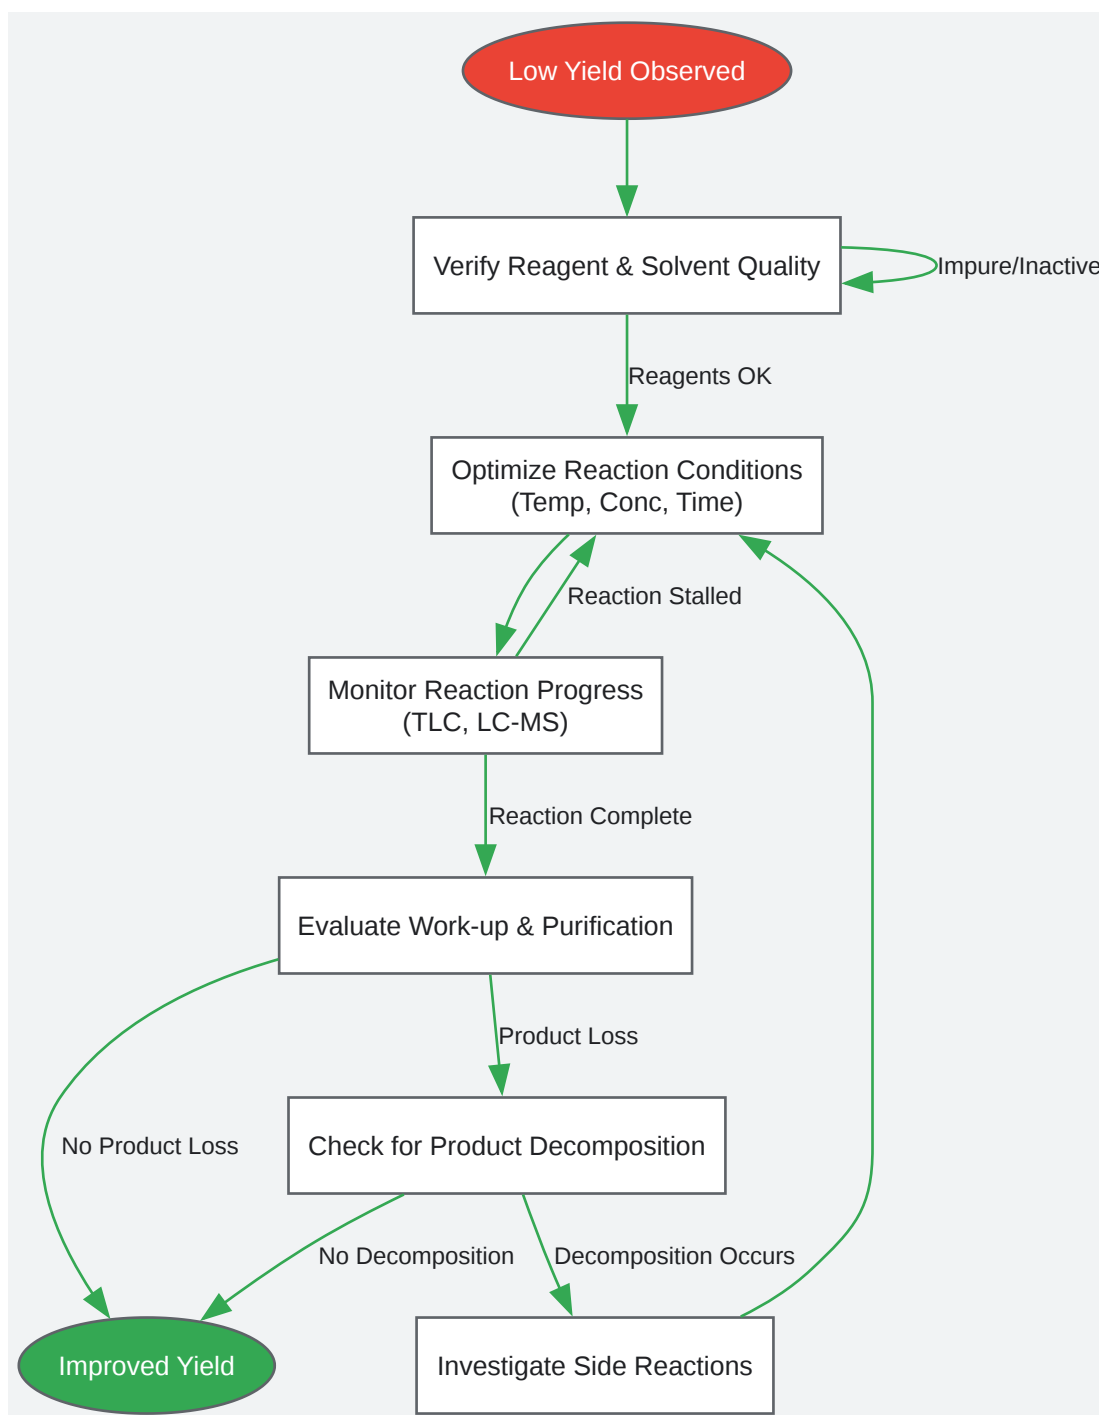 Low Yield Observed
Verify Reagent & Solvent Quality
Impure/Inactive
Reagents OK
Optimize Reaction Conditions
(Temp, Conc, Time)
Reaction Stalled
Monitor Reaction Progress
(TLC, LC-MS)
Reaction Complete
Evaluate Work-up & Purification
Product Loss
No Product Loss
Check for Product Decomposition
No Decomposition
Decomposition Occurs
Improved Yield
Investigate Side Reactions